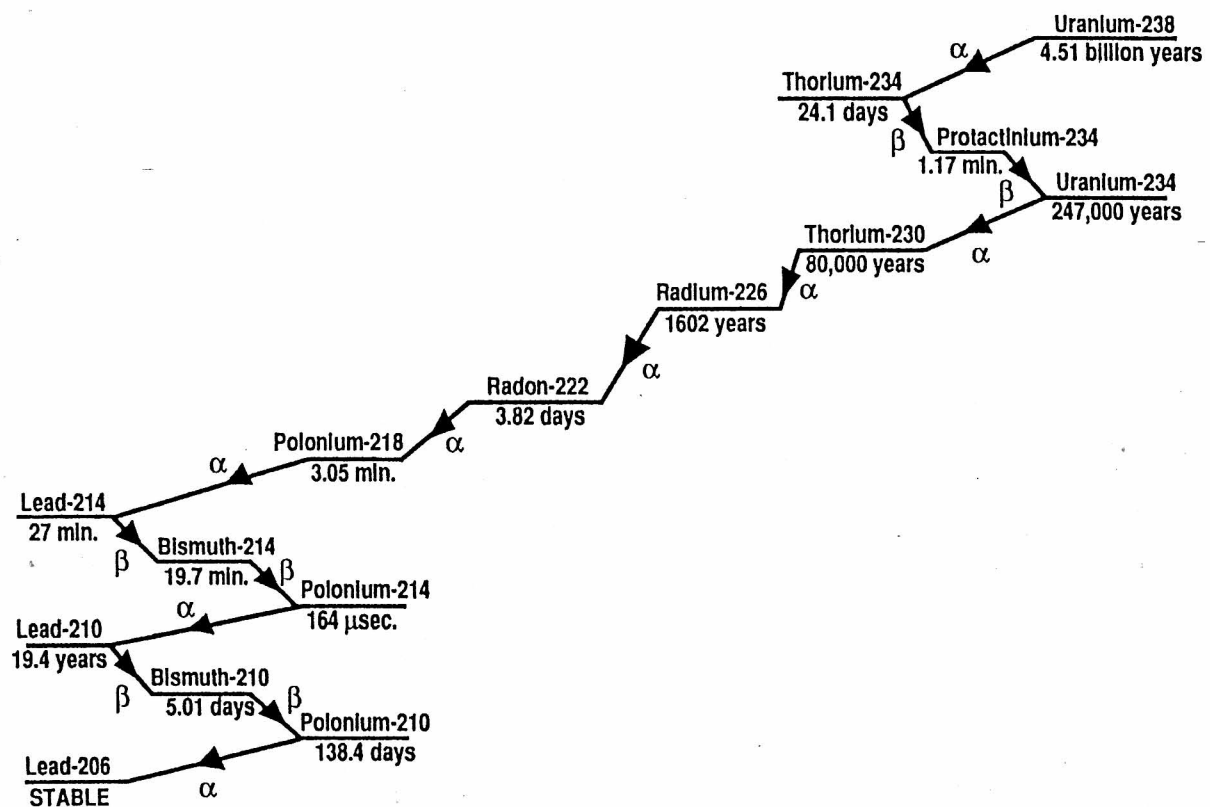 Uranium-238
4.51 billion years
α
Thorium-234
24.1 days
β
Protactinium-234
1.17 min.
β
Uranium-234
247,000 years
α
Thorium-230
80,000 years
α
Radium-226
1602 years
α
Radon-222
3.82 days
α
Polonium-218
3.05 min.
α
Lead-214
27 min.
β
Bismuth-214
19.7 min.
β
Polonium-214
164 μsec.
α
Lead-210
19.4 years
β
Bismuth-210
5.01 days
β
Polonium-210
138.4 days
α
Lead-206
STABLE